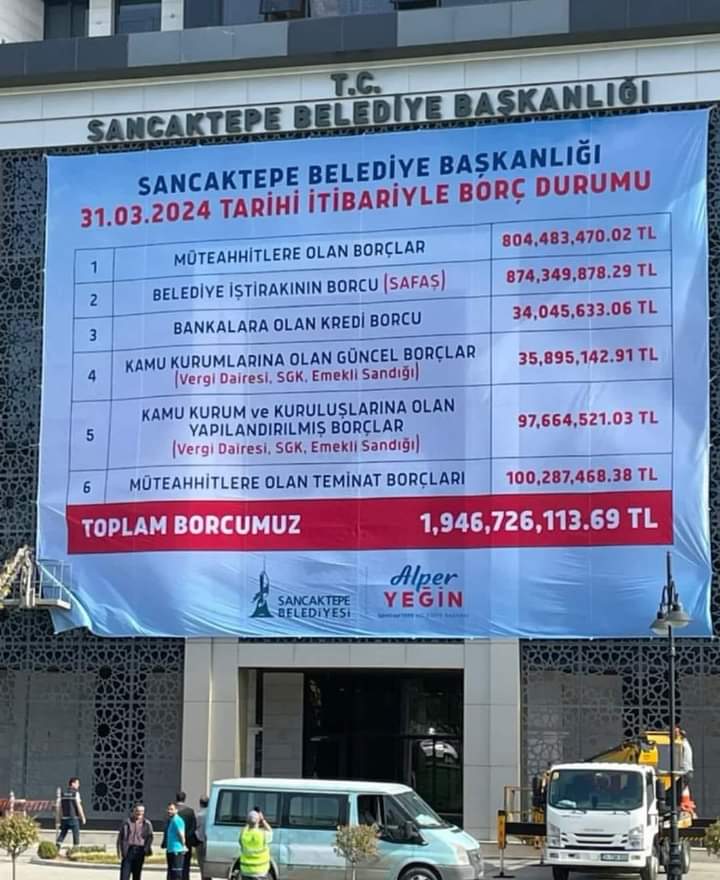 T.C.
SANCAKTEPE BELEDİYE BAŞKANLIĞI
SANCAKTEPE BELEDİYE BAŞKANLIĞI
31.03.2024 TARİHİ İTİBARİYLE BORÇ DURUMU
1 MÜTEAHHİTLERE OLAN BORÇLAR 804,483,470.02 TL
2 BELEDİYE İŞTİRAKININ BORCU (SAFAŞ) 874,349,878.29 TL
3 BANKALARA OLAN KREDİ BORCU 34,045,633.06 TL
4 KAMU KURUMLARINA OLAN GÜNCEL BORÇLAR 35,895,142.91 TL
(Vergi Dairesi, SGK, Emekli Sandığı)
5 KAMU KURUM ve KURULUŞLARINA OLAN
YAPILANDIRILMIŞ BORÇLAR 97,664,521.03 TL
(Vergi Dairesi, SGK, Emekli Sandığı)
6 MÜTEAHHİTLERE OLAN TEMİNAT BORÇLARI 100,287,468.38 TL
TOPLAM BORCUMUZ 1,946,726,113.69 TL
SANCAKTEPE
BELEDİYESİ
Alper
YEĞİN